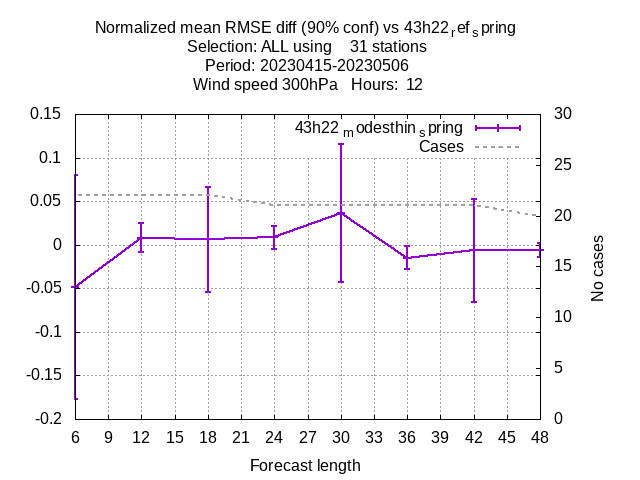 Normalized mean RMSE diff (90% conf) vs 43h22refspring
Selection: ALL using 31 stations
Period: 20230415-20230506
Wind speed 300hPa Hours: 12
43h22modesthinspring
Cases
0.15
0.1
0.05
0
-0.05
-0.1
-0.15
-0.2
30
25
20
15
10
5
0
No cases
6 9 12 15 18 21 24 27 30 33 36 39 42 45 48
Forecast length